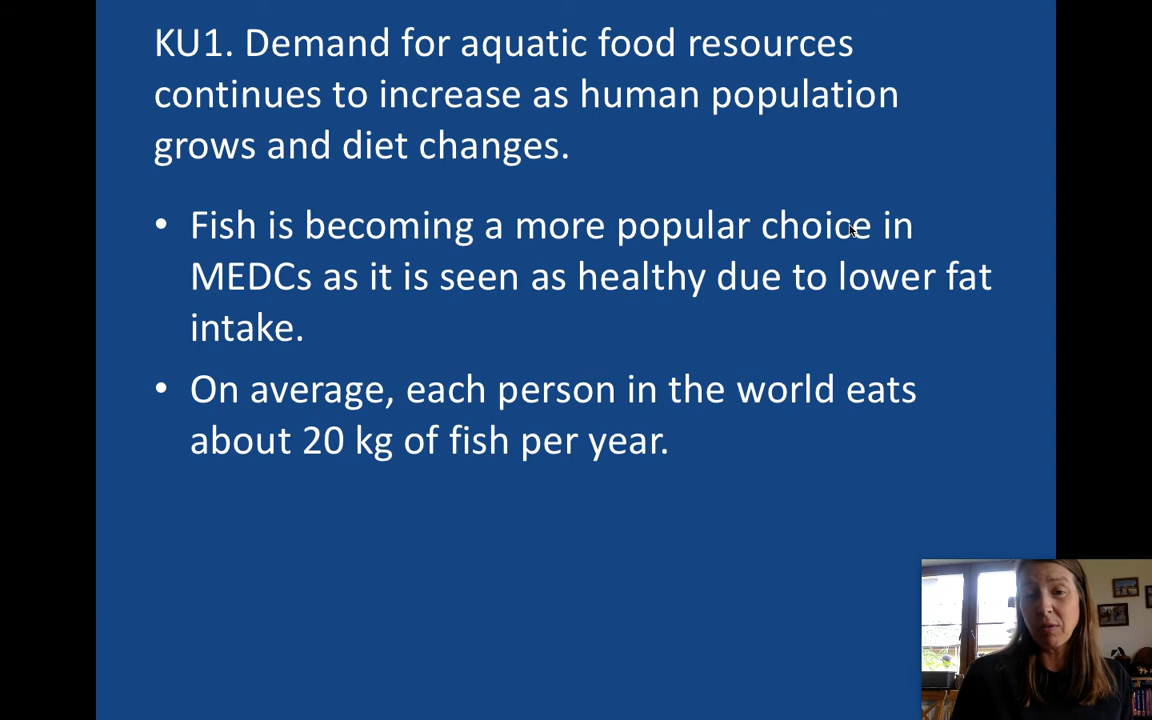 KU1. Demand for aquatic food resources
continues to increase as human population
grows and diet changes.
• Fish is becoming a more popular choice in
MEDCs as it is seen as healthy due to lower fat
intake.
• On average, each person in the world eats
about 20 kg of fish per year.